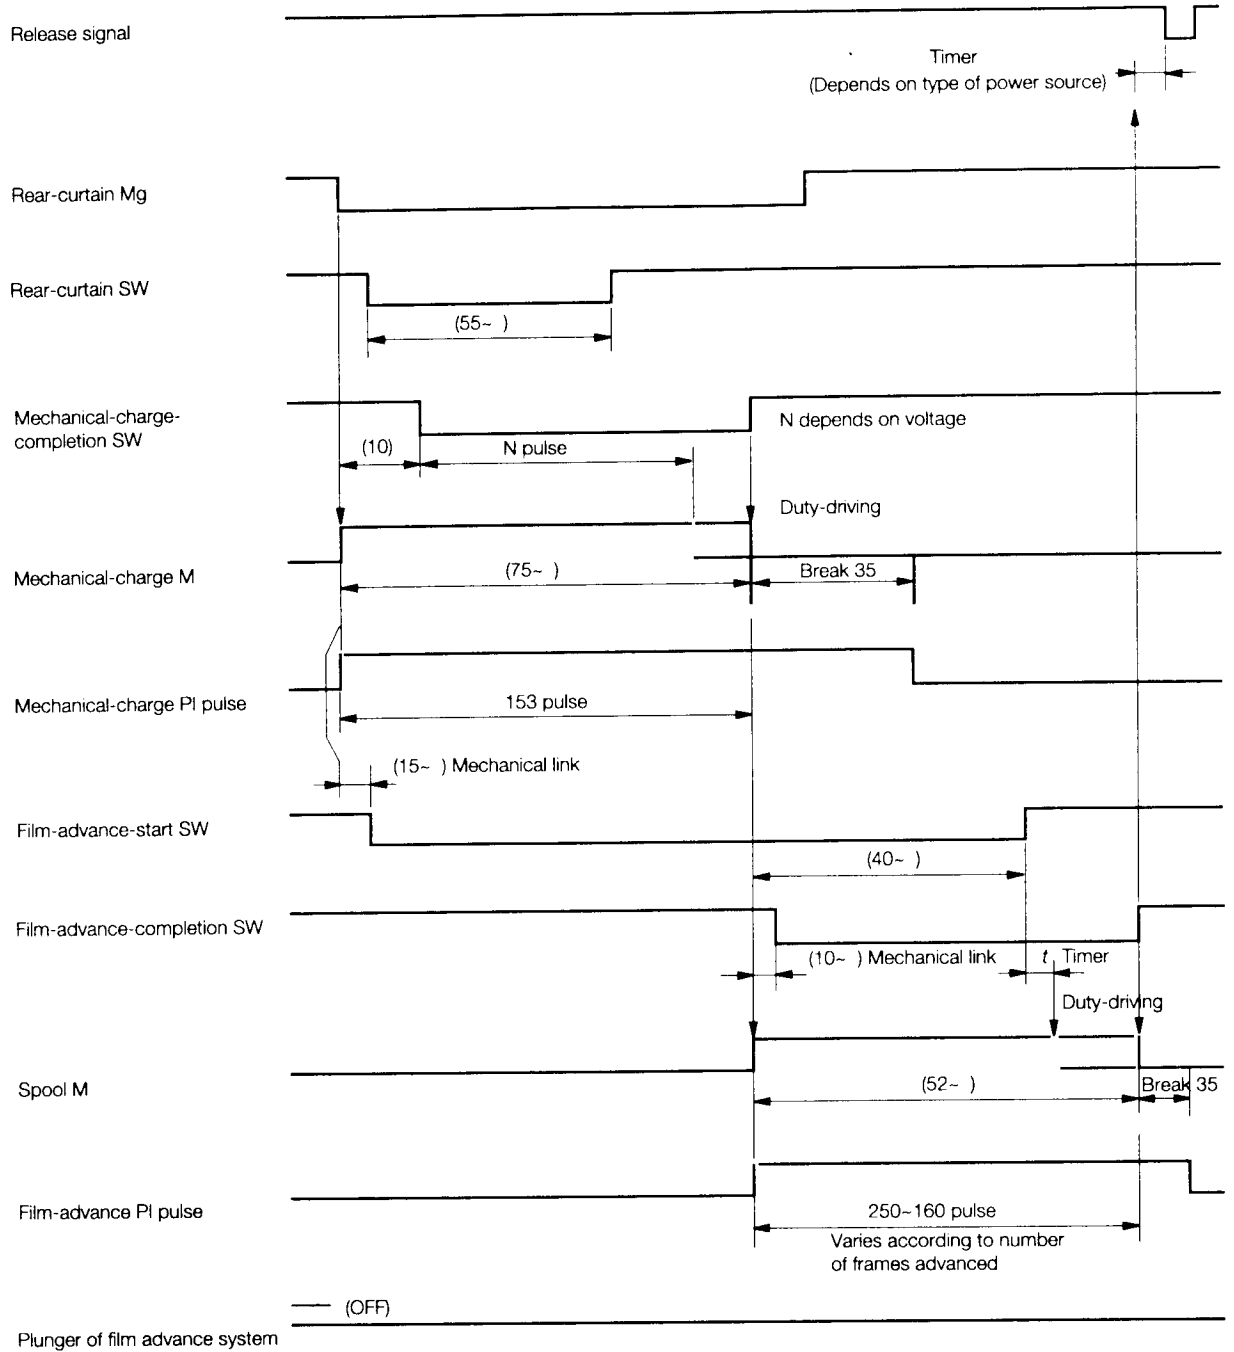 Release signal
Timer
(Depends on type of power source)
Rear-curtain Mg
Rear-curtain SW
(55~ )
Mechanical-charge-
completion SW
(10)
N pulse
N depends on voltage
Duty-driving
Mechanical-charge M
(75~ )
Break 35
Mechanical-charge PI pulse
153 pulse
(15~ ) Mechanical link
Film-advance-start SW
(40~ )
Film-advance-completion SW
(10~ ) Mechanical link
t Timer
Duty-driving
Spool M
(52~ )
Break 35
Film-advance PI pulse
250~160 pulse
Varies according to number
of frames advanced
(OFF)
Plunger of film advance system